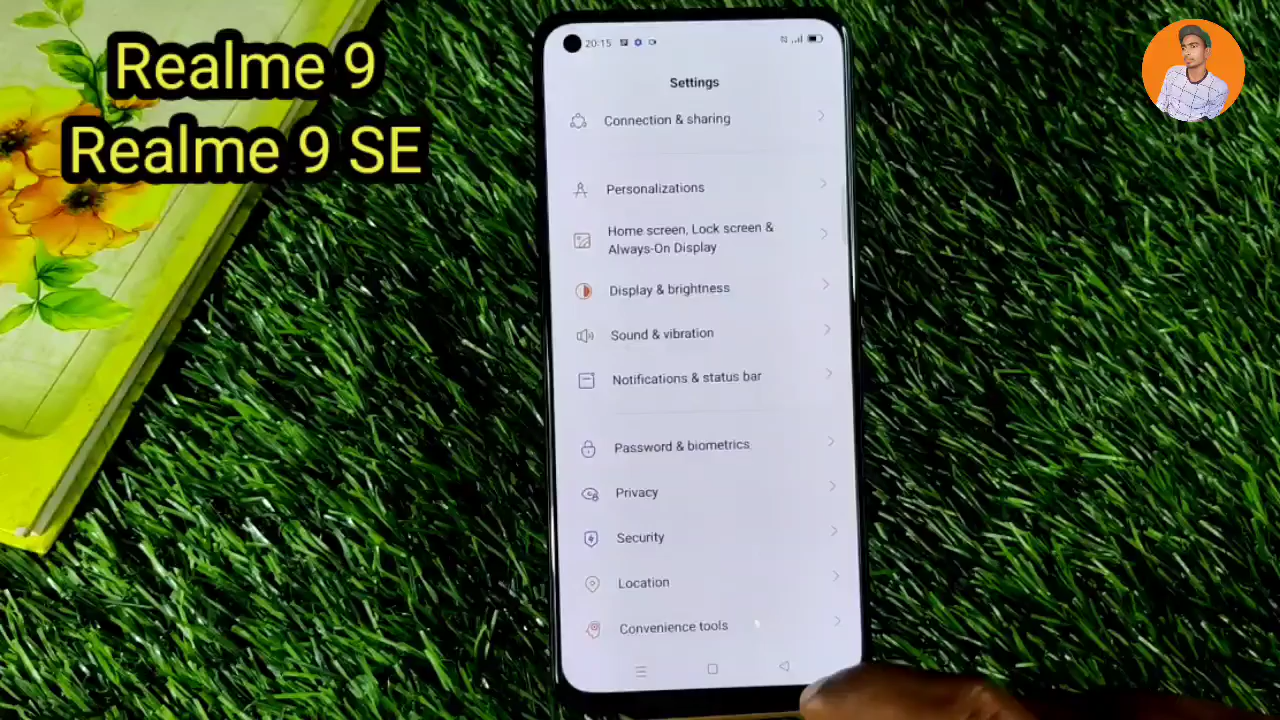 Realme 9
Realme 9 SE
20:15
Settings
Connection & sharing
Personalizations
Home screen, Lock screen &
Always-On Display
Display & brightness
Sound & vibration
Notifications & status bar
Password & biometrics
Privacy
Security
Location
Convenience tools